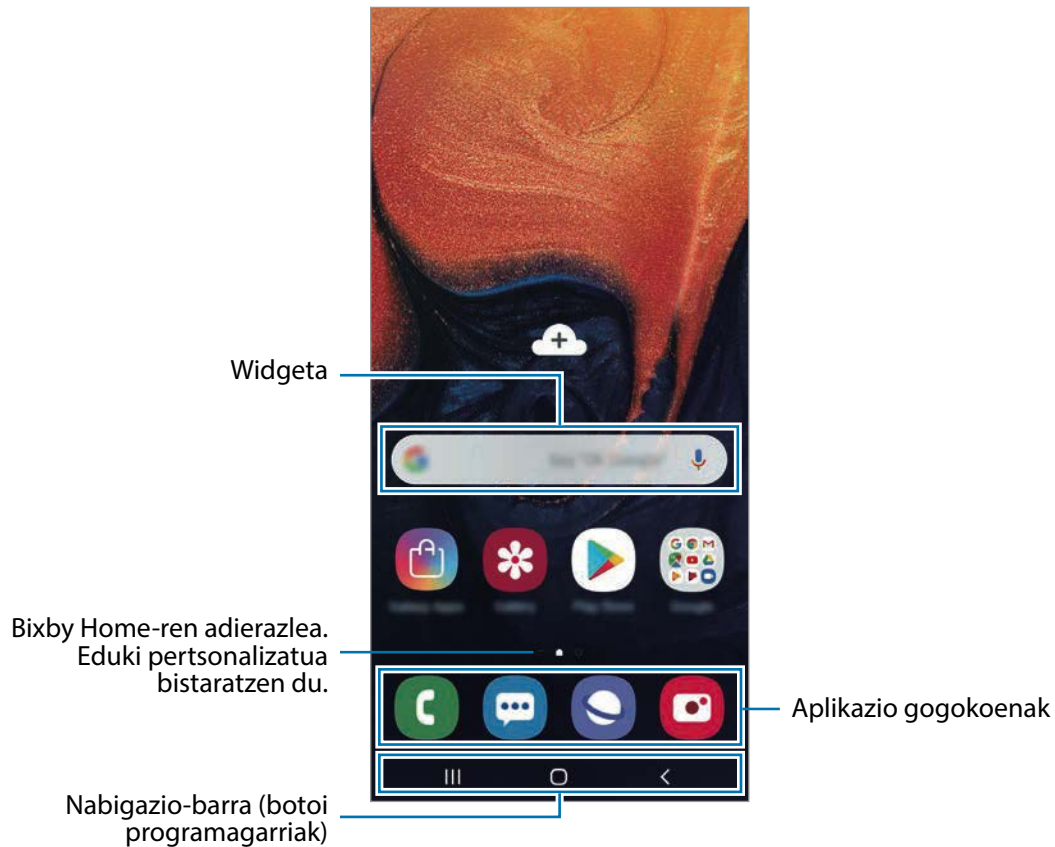 Widgeta
Bixby Home-ren adierazlea.
Eduki pertsonalizatua
bistaratzen du.
Aplikazio gogokoenak
Nabigazio-barra (botoi
programagarriak)